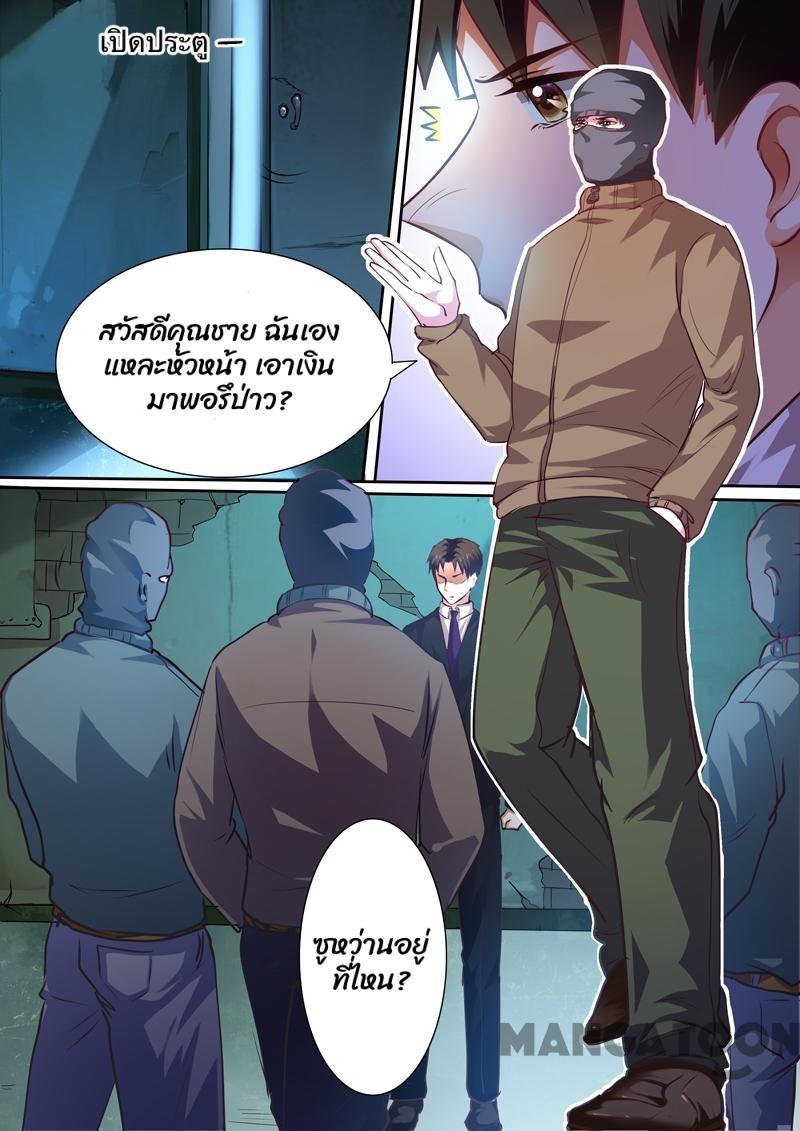 เปิดประตู —
สวัสดีคุณชาย ฉันเอง
แหละหัวหน้า เอาเงิน
มาพอรึป่าว?
ซูหว่านอยู่
ที่ไหน?
MANGATOON